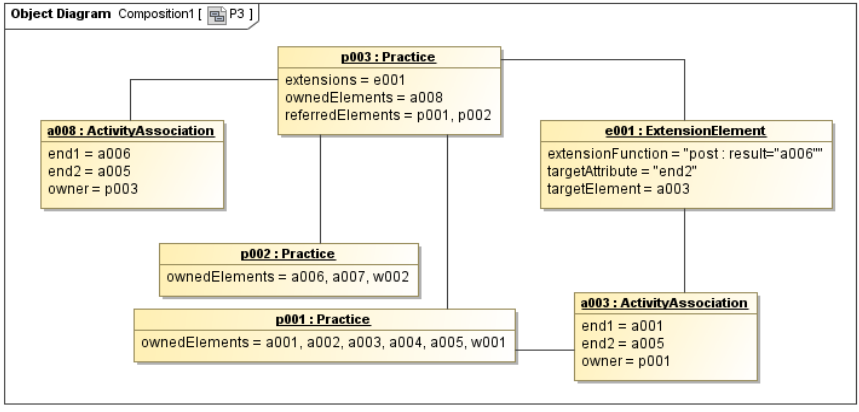 Object Diagram Composition1 [ P3 ]
p003 : Practice
extensions = e001
ownedElements = a008
referredElements = p001, p002
a008 : ActivityAssociation
end1 = a006
end2 = a005
owner = p003
e001 : ExtensionElement
extensionFunction = "post : result="a006""
targetAttribute = "end2"
targetElement = a003
p002 : Practice
ownedElements = a006, a007, w002
p001 : Practice
ownedElements = a001, a002, a003, a004, a005, w001
a003 : ActivityAssociation
end1 = a001
end2 = a005
owner = p001